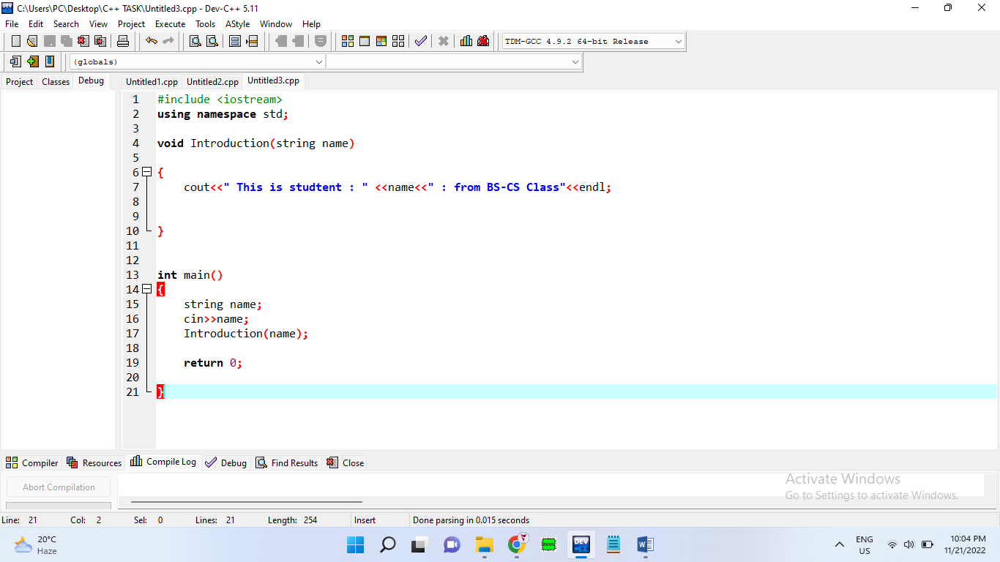 C:\Users\PC\Desktop\C++ TASK\Untitled3.cpp - Dev-C++ 5.11
File Edit Search View Project Execute Tools AStyle Window Help
TDM-GCC 4.9.2 64-bit Release
(globals)
Project Classes Debug Untitled1.cpp Untitled2.cpp Untitled3.cpp
1 #include <iostream>
2 using namespace std;
3
4 void Introduction(string name)
5
6 {
7 cout<<" This is studtent : " <<name<<" : from BS-CS Class"<<endl;
8
9
10 }
11
12
13 int main()
14 {
15 string name;
16 cin>>name;
17 Introduction(name);
18
19 return 0;
20
21 }
Compiler Resources Compile Log Debug Find Results Close
Abort Compilation
Activate Windows
Go to Settings to activate Windows.
Line: 21 Col: 2 Sel: 0 Lines: 21 Length: 254 Insert Done parsing in 0.015 seconds
20°C
Haze
8085
DEV
W
ENG
US
10:04 PM
11/21/2022